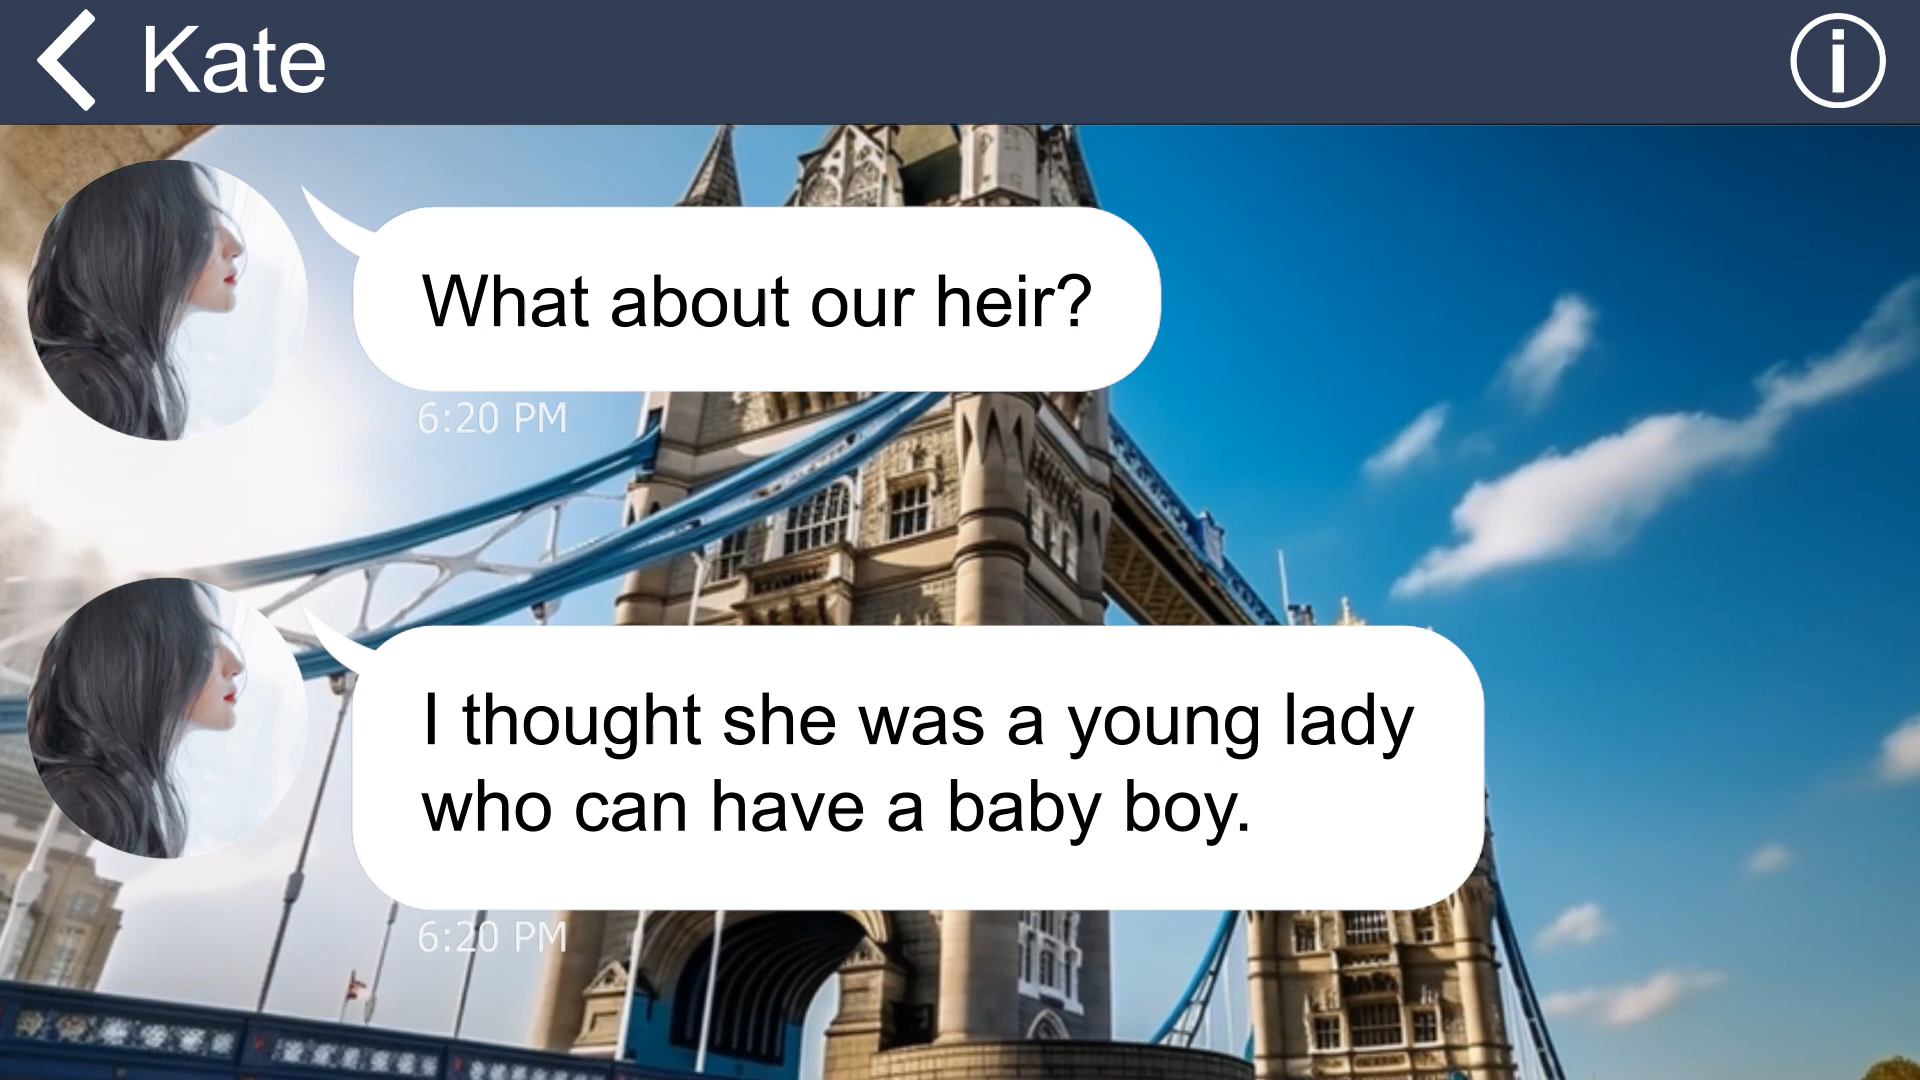 Kate
What about our heir?
6:20 PM
I thought she was a young lady
who can have a baby boy.
6:20 PM